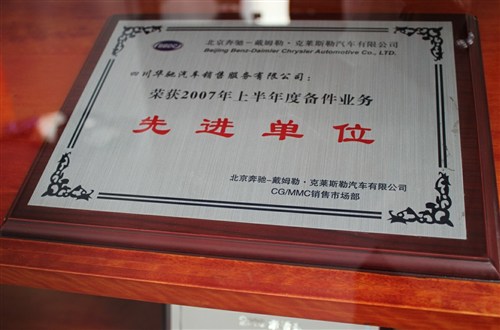 北京奔驰-戴姆勒·克莱斯勒汽车有限公司
Beijing Benz-Daimler Chrysler Automotive Co., LTD.
四川华驰汽车销售服务有限公司:
荣获2007年上半年度备件业务
先进单位
北京奔驰-戴姆勒·克莱斯勒汽车有限公司
CG/MMC销售市场部